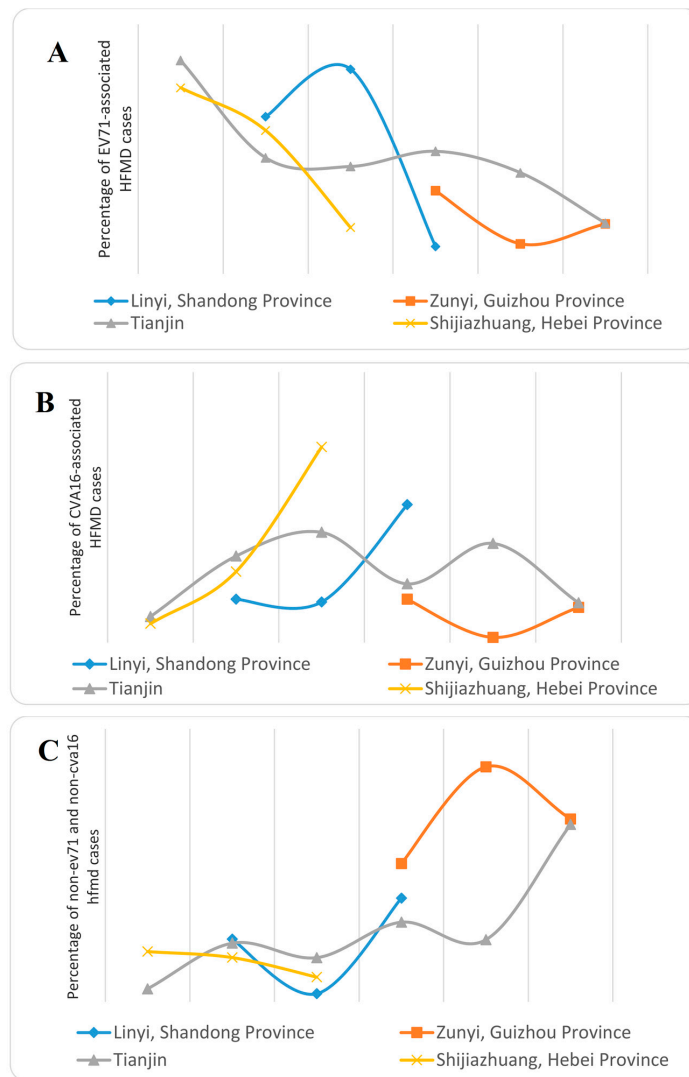 A
Percentage of EV71-associated
HFMD cases
Linyi, Shandong Province
Zunyi, Guizhou Province
Tianjin
Shijiazhuang, Hebei Province
B
Percentage of CVA16-associated
HFMD cases
Linyi, Shandong Province
Zunyi, Guizhou Province
Tianjin
Shijiazhuang, Hebei Province
C
Percentage of non-ev71 and non-cva16
hfmd cases
Linyi, Shandong Province
Zunyi, Guizhou Province
Tianjin
Shijiazhuang, Hebei Province